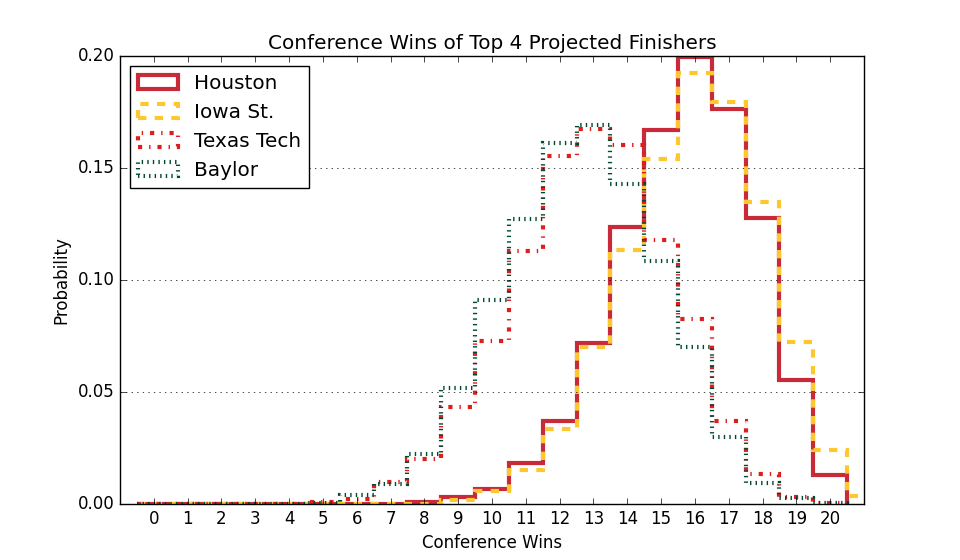 Conference Wins of Top 4 Projected Finishers
0.20
0.15
0.10
0.05
0.00
Probability
Houston
Iowa St.
Texas Tech
Baylor
0 1 2 3 4 5 6 7 8 9 10 11 12 13 14 15 16 17 18 19 20
Conference Wins